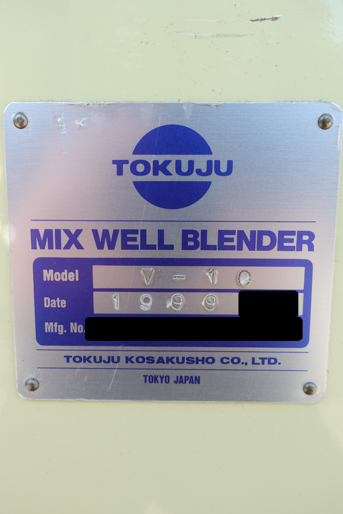 TOKUJU
MIX WELL BLENDER
Model V-10
Date 1999
Mfg. No.
TOKUJU KOSAKUSHO CO., LTD.
TOKYO JAPAN